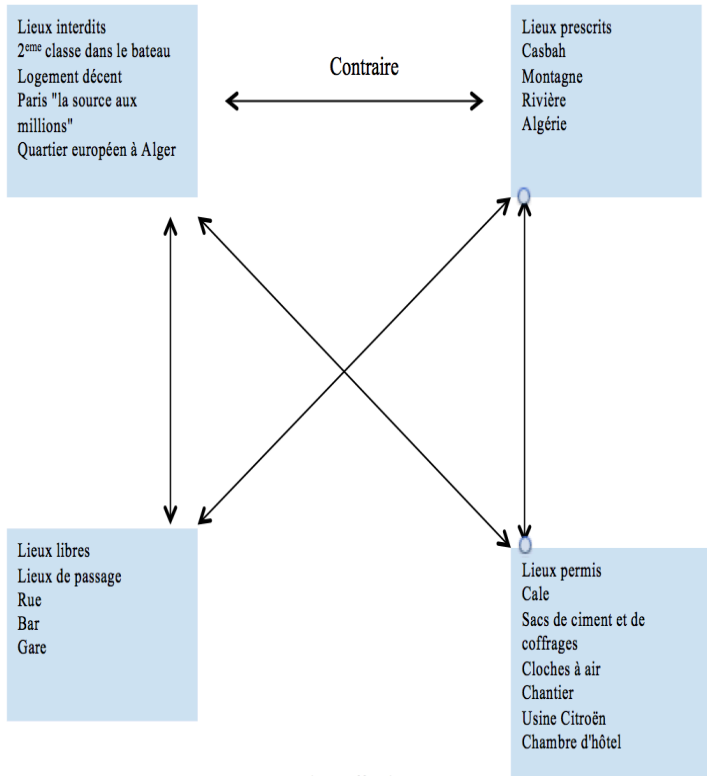 Lieux interdits
2eme classe dans le bateau
Logement décent
Paris "la source aux
millions"
Quartier européen à Alger
Contraire
Lieux prescrits
Casbah
Montagne
Rivière
Algérie
Lieux libres
Lieux de passage
Rue
Bar
Gare
Lieux permis
Cale
Sacs de ciment et de
coffrages
Cloches à air
Chantier
Usine Citroën
Chambre d'hôtel